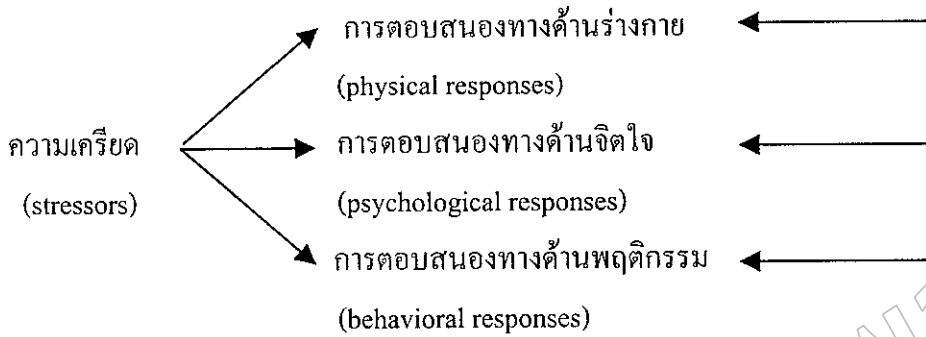 การตอบสนองทางด้านร่างกาย
(physical responses)
ความเครียด
การตอบสนองทางด้านจิตใจ
(stressors)
(psychological responses)
การตอบสนองทางด้านพฤติกรรม
(behavioral responses)